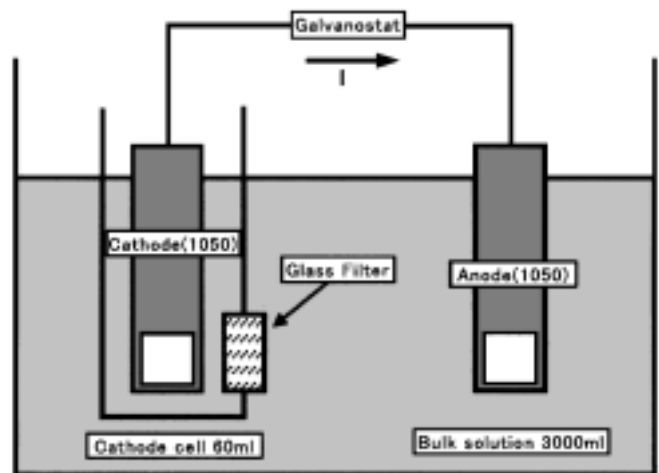 Galvanostat
I
Cathode(1050)
Glass Filter
Anode(1050)
Cathode cell 60ml
Bulk solution 3000ml